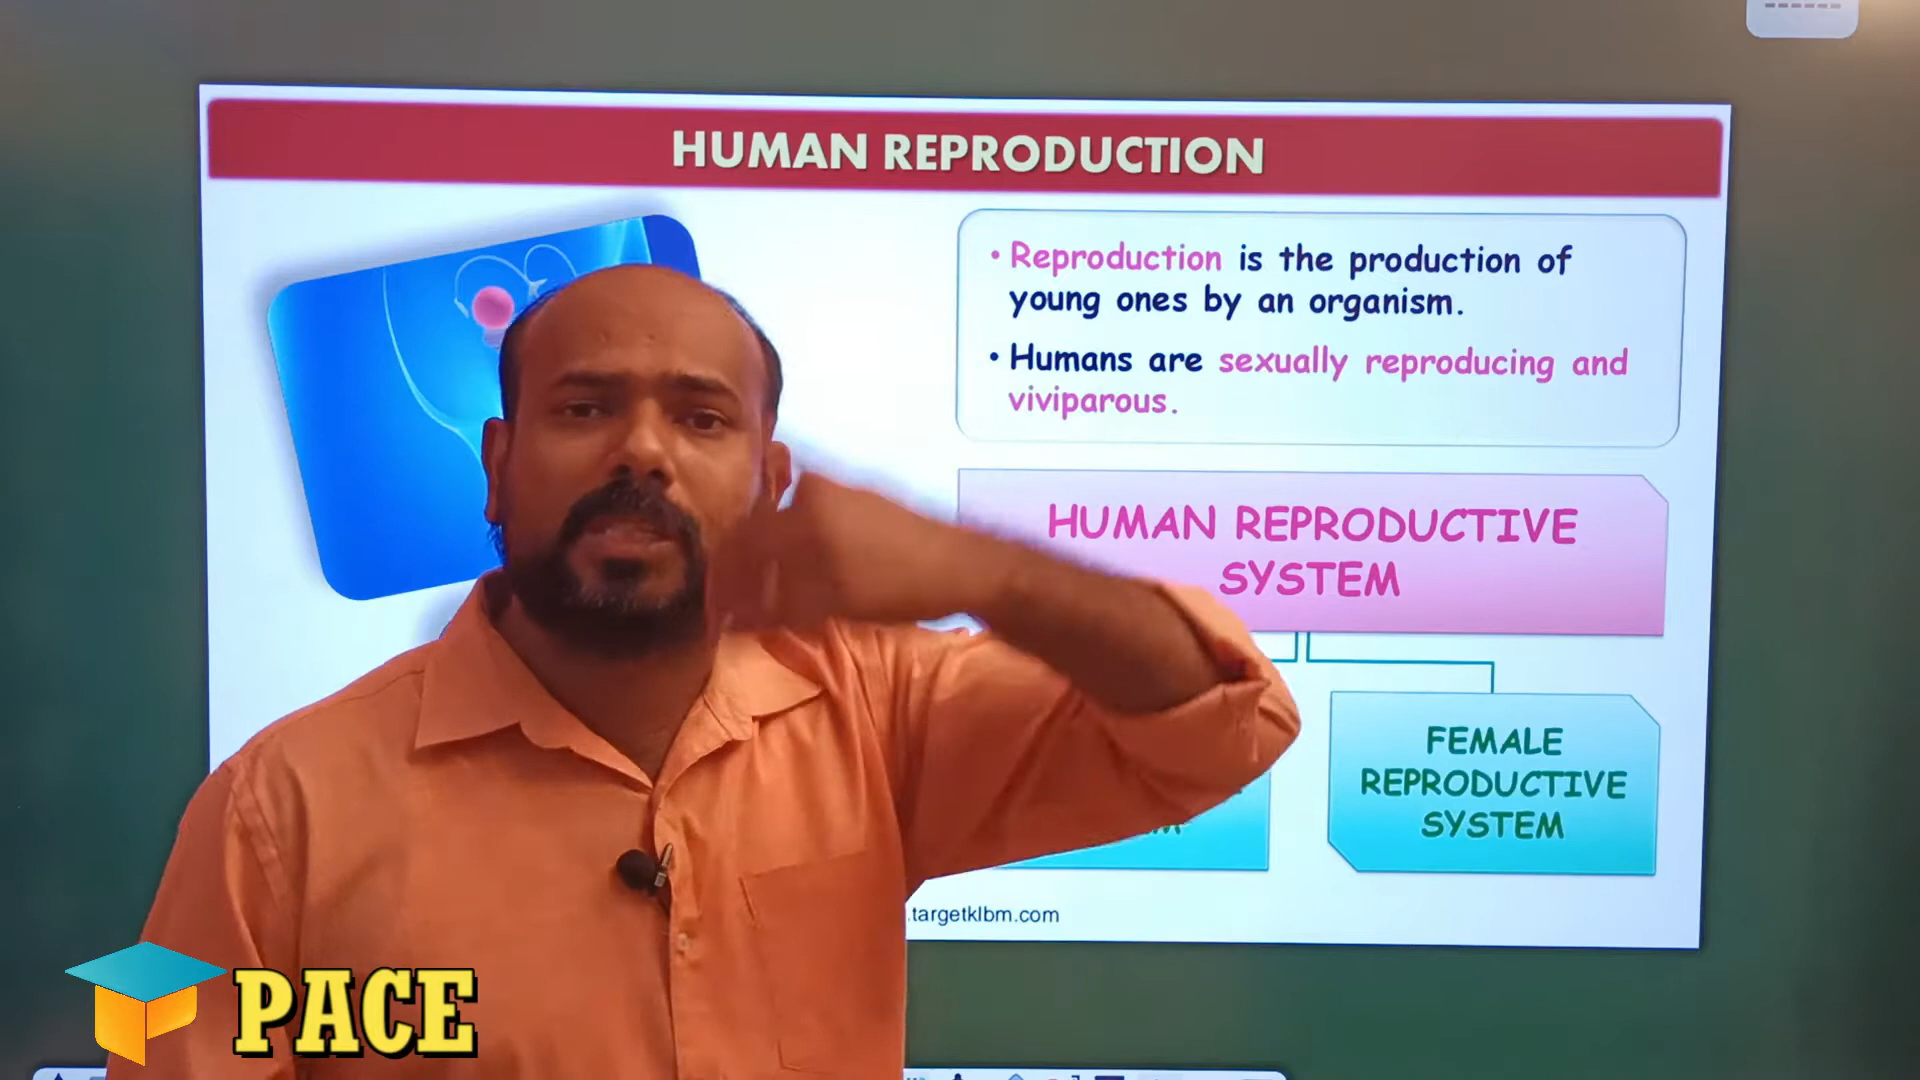 HUMAN REPRODUCTION
• Reproduction is the production of
young ones by an organism.
• Humans are sexually reproducing and
viviparous.
HUMAN REPRODUCTIVE
SYSTEM
FEMALE
REPRODUCTIVE
SYSTEM
.targetklbm.com
PACE